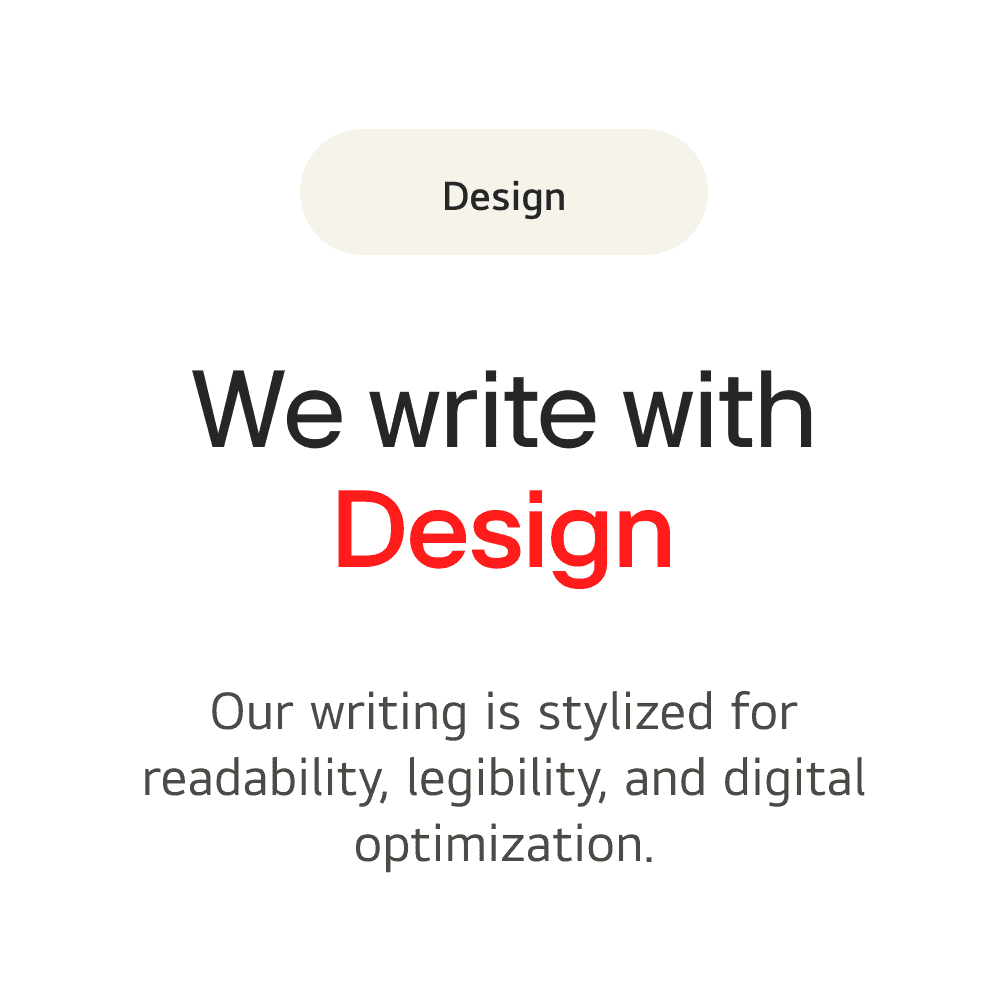 Design
We write with
Design
Our writing is stylized for
readability, legibility, and digital
optimization.